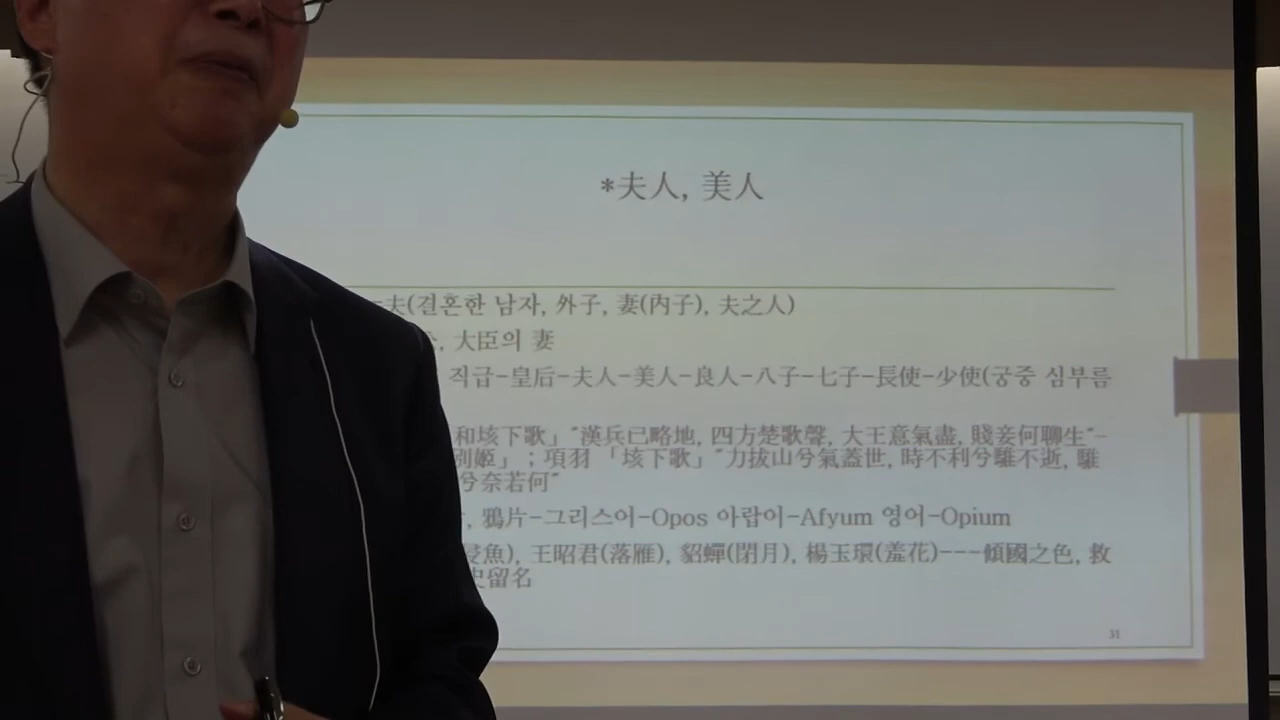 *夫人, 美人
夫(결혼한 남자, 外子, 妻(內子), 夫之人)
, 大臣의 妻
직급-皇后-夫人-美人-良人-八子-七子-長使-少使(궁중 심부름
和垓下歌」"漢兵已略地, 四方楚歌聲, 大王意氣盡, 賤妾何聊生"-
別姬」; 項羽 「垓下歌」"力拔山兮氣蓋世, 時不利兮騅不逝, 騅
兮奈若何"
, 鴉片-그리스어-Opos 아랍어-Afyum 영어-Opium
魚), 王昭君(落雁), 貂蟬(閉月), 楊玉環(羞花)---傾國之色, 救
史留名
31